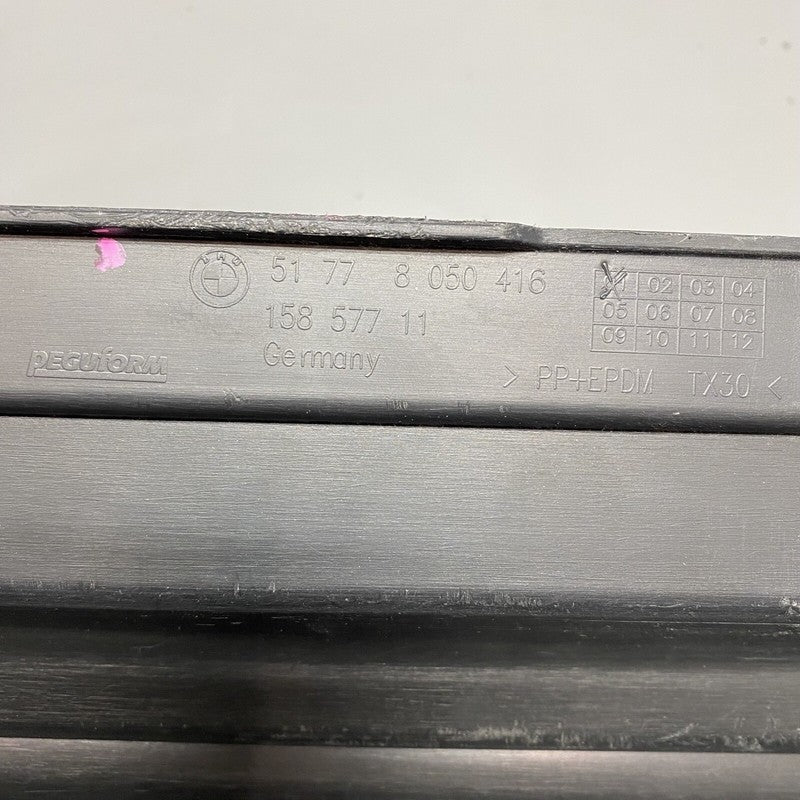 51 77 8 050 416
158 577 11
Germany
PEGUFORM
01 02 03 04
05 06 07 08
09 10 11 12
> PP+EPDM TX30 <